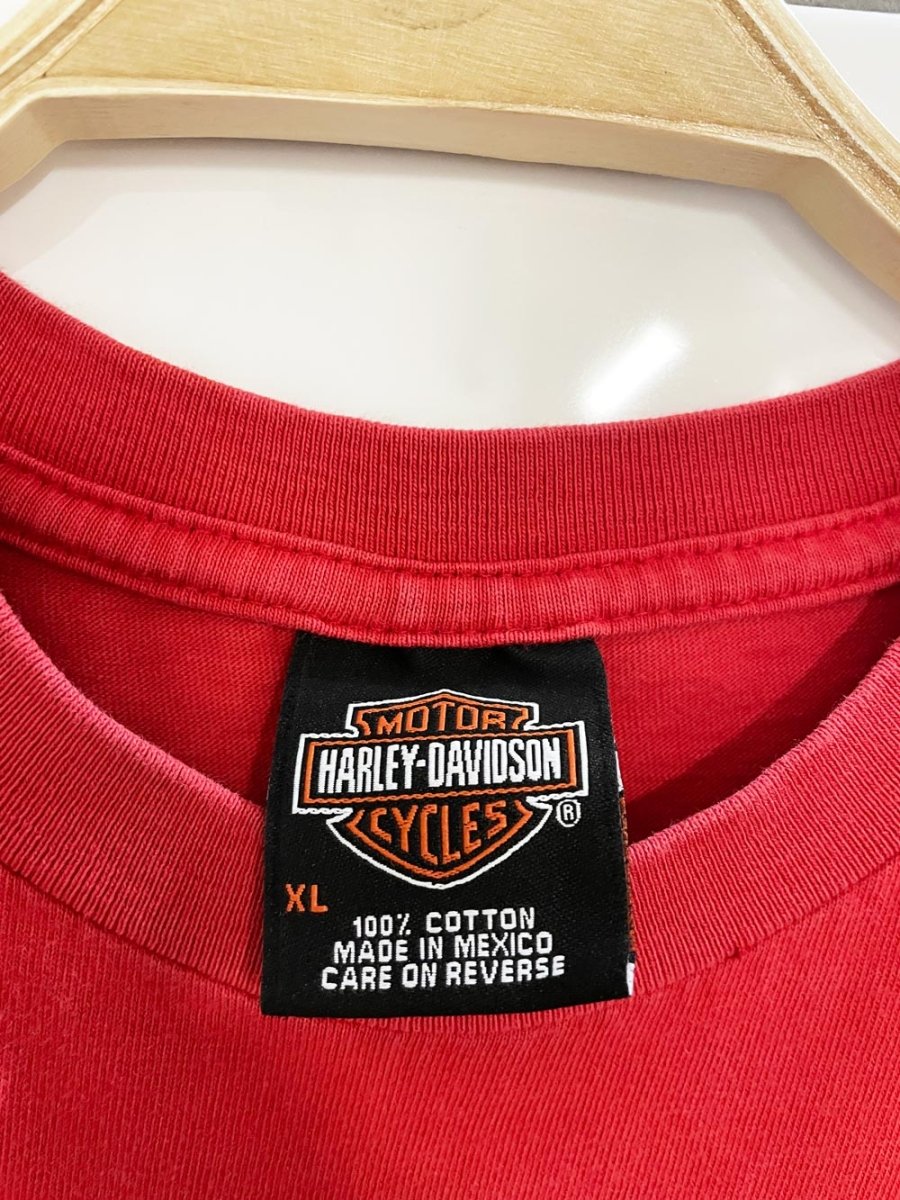 MOTOR
HARLEY-DAVIDSON
CYCLES
®
XL
100% COTTON
MADE IN MEXICO
CARE ON REVERSE